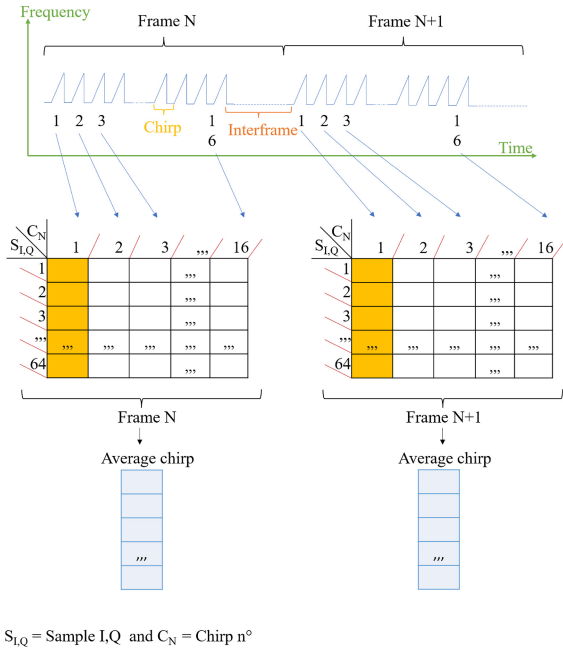 Frame N Frame N+1
Frequency
1 2 3 1 1 2 3 1
Chirp Interframe
6 6
Time
C_N C_N
S_I,Q 1 2 3 ,,, 16 S_I,Q 1 2 3 ,,, 16
1 ,,, 1 ,,,
2 ,,, 2 ,,,
3 ,,, 3 ,,,
,,, ,,, ,,, ,,, ,,, ,,, ,,, ,,, ,,, ,,, ,,, ,,,
64 ,,, 64 ,,,
Frame N Frame N+1
Average chirp Average chirp
,,, ,,,
S_I,Q = Sample I,Q and C_N = Chirp n°